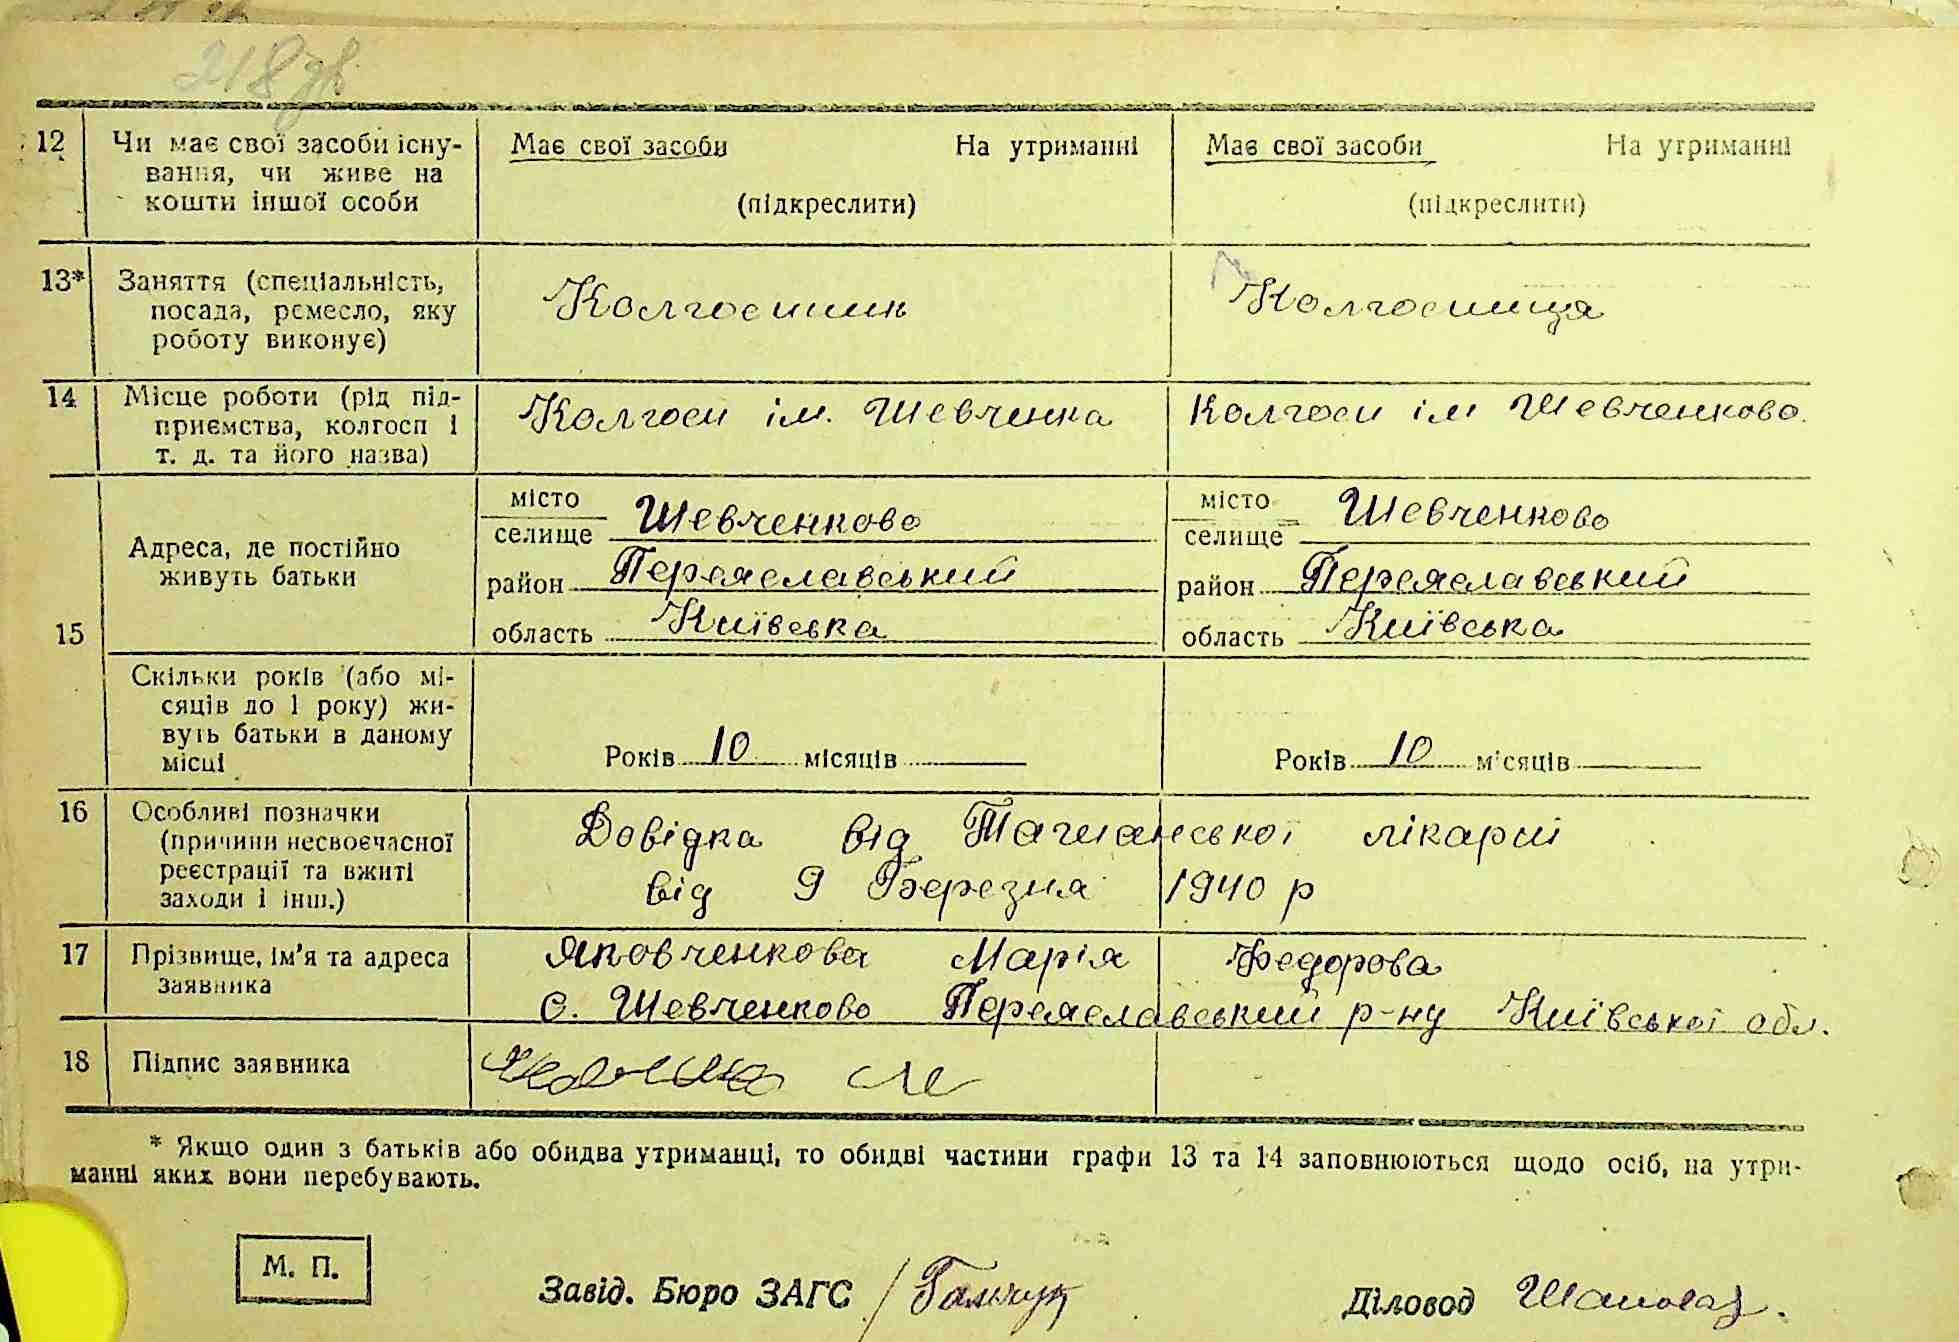 218 зв
12 Чи має свої засоби існу- Має свої засоби На утриманні Має свої засоби На утриманні
вання, чи живе на
кошти іншої особи (підкреслити) (підкреслити)
13* Заняття (спеціальність,
посада, ремесло, яку Колгоспник Колгоспниця
роботу виконує)
14 Місце роботи (рід під-
приємства, колгосп і Колгосп ім. Шевченка Колгосп ім Шевченково
т. д. та його назва)
місто місто
селище Шевченково селище Шевченково
Адреса, де постійно
живуть батьки район Переяславський район Переяславський
15 область Київська область Київська
Скільки років (або мі-
сяців до 1 року) жи-
вуть батьки в даному
місці Років 10 місяців Років 10 місяців
16 Особливі позначки
(причини несвоєчасної Довідка від Ташанської лікарні
реєстрації та вжиті
заходи і інш.) від 9 Березня 1940 р
17 Прізвище, ім'я та адреса Яковченкова Марія Федорова
заявника с. Шевченково Переяславський р-ну Київської обл.
18 Підпис заявника
* Якщо один з батьків або обидва утриманці, то обидві частини графи 13 та 14 заповнюються щодо осіб, на утри-
манні яких вони перебувають.
М. П.
Завід. Бюро ЗАГС Діловод